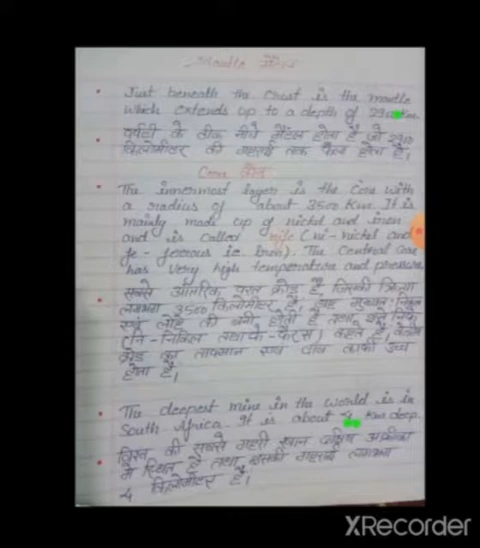 Mantle मैंटल
Just beneath the crust is the mantle
which extends up to a depth of 2900 km.
पर्पटी के ठीक नीचे मैंटल होता है जो 2900
किलोमीटर की गहराई तक फैला होता है।
Core क्रोड
The innermost layer is the Core with
a radius of about 3500 Km. It is
mainly made up of nickel and iron
and is called nife (ni-nickel and
fe-ferrous ie. Iron). The Central Core
has very high temperature and pressure
सबसे आंतरिक परत क्रोड है, जिसकी त्रिज्या
लगभग 3500 किलोमीटर है, यह मुख्यतः निकिल
एवं लोहे की बनी होती है तथा इसे निफे
(नि-निकिल तथा फे-फैरस) कहते हैं। केंद्रीय
क्रोड का तापमान एवं दाब काफी उच्च
होता है।
The deepest mine in the world is in
South Africa. It is about 4 Km deep.
विश्व की सबसे गहरी खान दक्षिण अफ्रीका
में स्थित है तथा इसकी गहराई लगभग
4 किलोमीटर है।
XRecorder